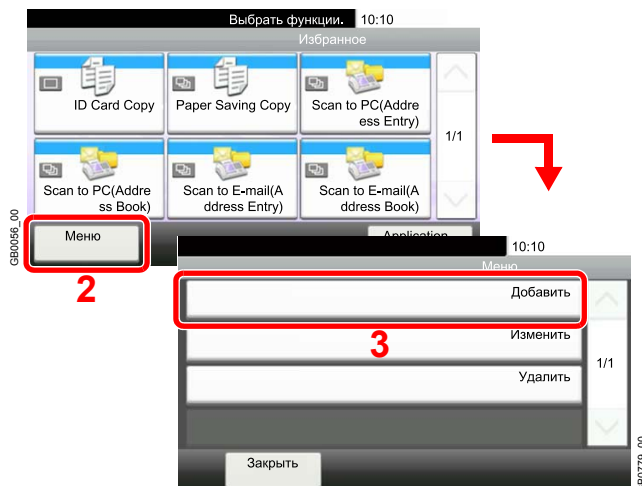 Выбрать функции. 10:10
Избранное
ID Card Copy
Paper Saving Copy
Scan to PC(Addre
ess Entry)
1/1
Scan to PC(Addre
ss Book)
Scan to E-mail(A
ddress Entry)
Scan to E-mail(A
ddress Book)
GB0056_00
Меню
Application
2
10:10
Меню
Добавить
3
Изменить
1/1
Удалить
Закрыть